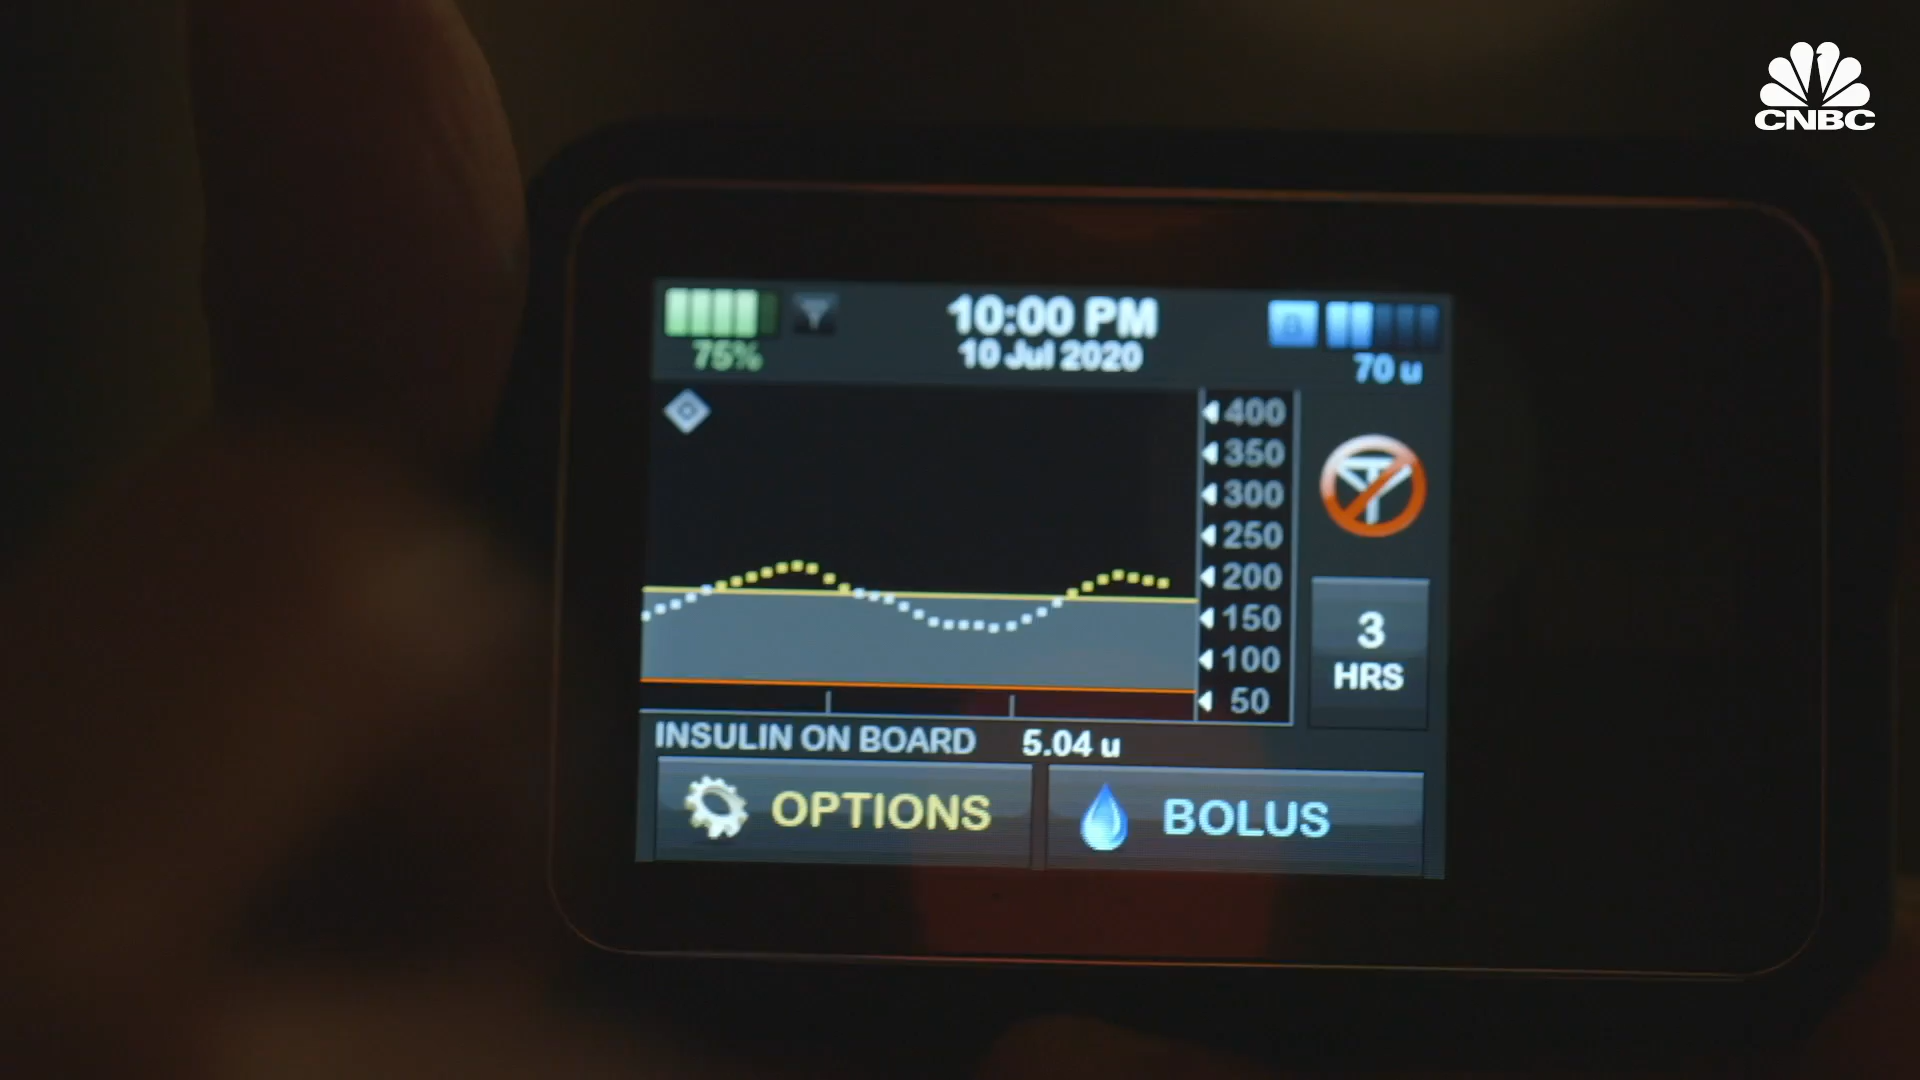 CNBC
10:00 PM
75%
10 Jul 2020
70 u
400
350
300
250
200
150
100
50
3
HRS
INSULIN ON BOARD 5.04 u
OPTIONS
BOLUS